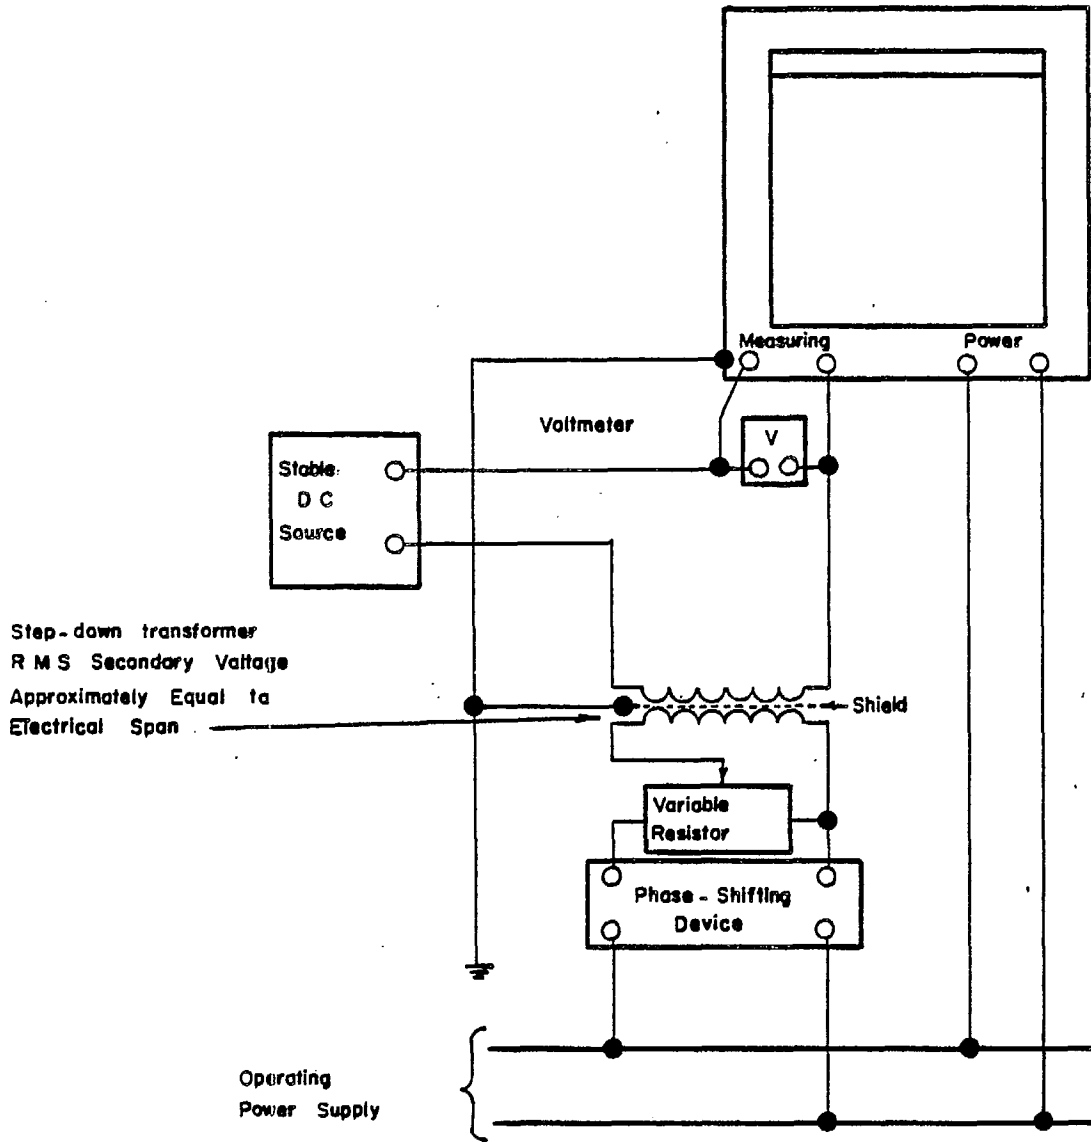 Measuring
Power
Voltmeter
V
Stable
D C
Source
Step-down transformer
R M S Secondary Voltage
Approximately Equal to
Electrical Span
Shield
Variable
Resistor
Phase - Shifting
Device
Operating
Power Supply